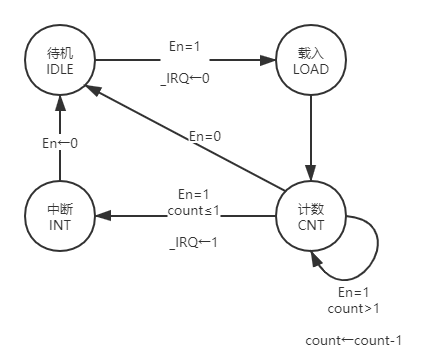 待机
IDLE
En=1
_IRQ←0
载入
LOAD
En←0
En=0
中断
INT
En=1
count≤1
_IRQ←1
计数
CNT
En=1
count>1
count←count-1